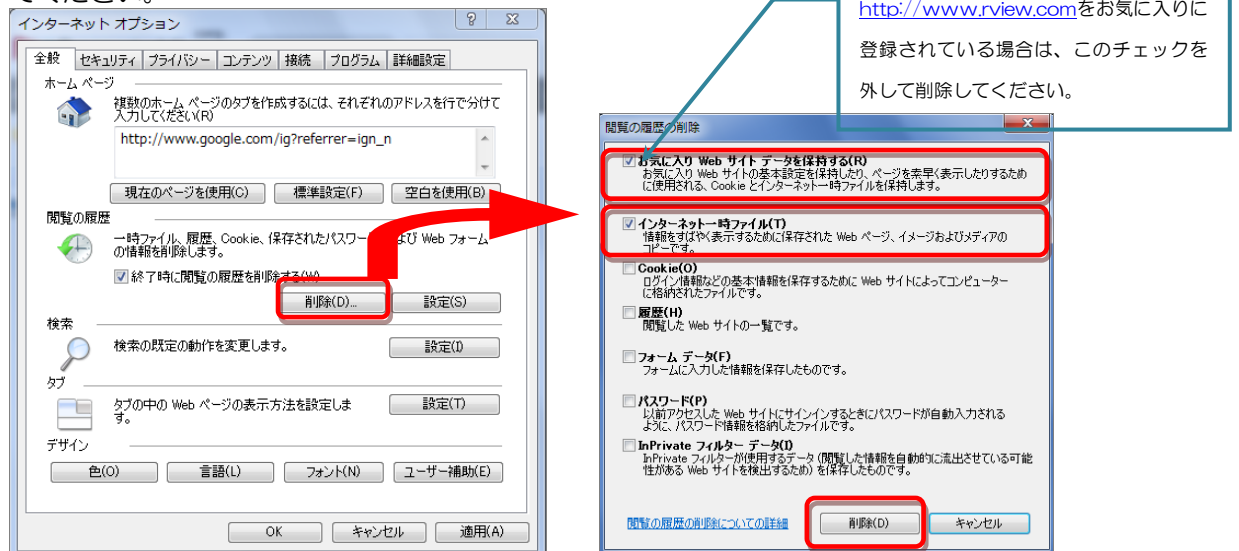 てください。
インターネット オプション
全般 セキュリティ プライバシー コンテンツ 接続 プログラム 詳細設定
ホーム ページ
複数のホーム ページのタブを作成するには、それぞれのアドレスを行で分けて
入力してください(R)
http://www.google.com/ig?referrer=ign_n
現在のページを使用(C) 標準設定(F) 空白を使用(B)
閲覧の履歴
一時ファイル、履歴、Cookie、保存されたパスワー よび Web フォーム
の情報を削除します。
終了時に閲覧の履歴を削除する(W)
削除(D)... 設定(S)
検索
検索の既定の動作を変更します。 設定(I)
タブ
タブの中の Web ページの表示方法を設定しま 設定(T)
す。
デザイン
色(O) 言語(L) フォント(N) ユーザー補助(E)
OK キャンセル 適用(A)
http://www.rview.comをお気に入りに
登録されている場合は、このチェックを
外して削除してください。
閲覧の履歴の削除
お気に入り Web サイト データを保持する(R)
お気に入り Web サイトの基本設定を保持したり、ページを素早く表示したりするため
に使用される、Cookie とインターネット一時ファイルを保持します。
インターネット一時ファイル(T)
情報をすばやく表示するために保存された Web ページ、イメージおよびメディアの
コピーです。
Cookie(O)
ログイン情報などの基本情報を保存するために Web サイトによってコンピューター
に格納されたファイルです。
履歴(H)
閲覧した Web サイトの一覧です。
フォーム データ(F)
フォームに入力した情報を保存したものです。
パスワード(P)
以前アクセスした Web サイトにサインインするときにパスワードが自動入力される
ように、パスワード情報を格納したファイルです。
InPrivate フィルター データ(I)
InPrivate フィルターが使用するデータ (閲覧した情報を自動的に流出させている可能
性がある Web サイトを検出するため) を保存したものです。
閲覧の履歴の削除についての詳細 削除(D) キャンセル